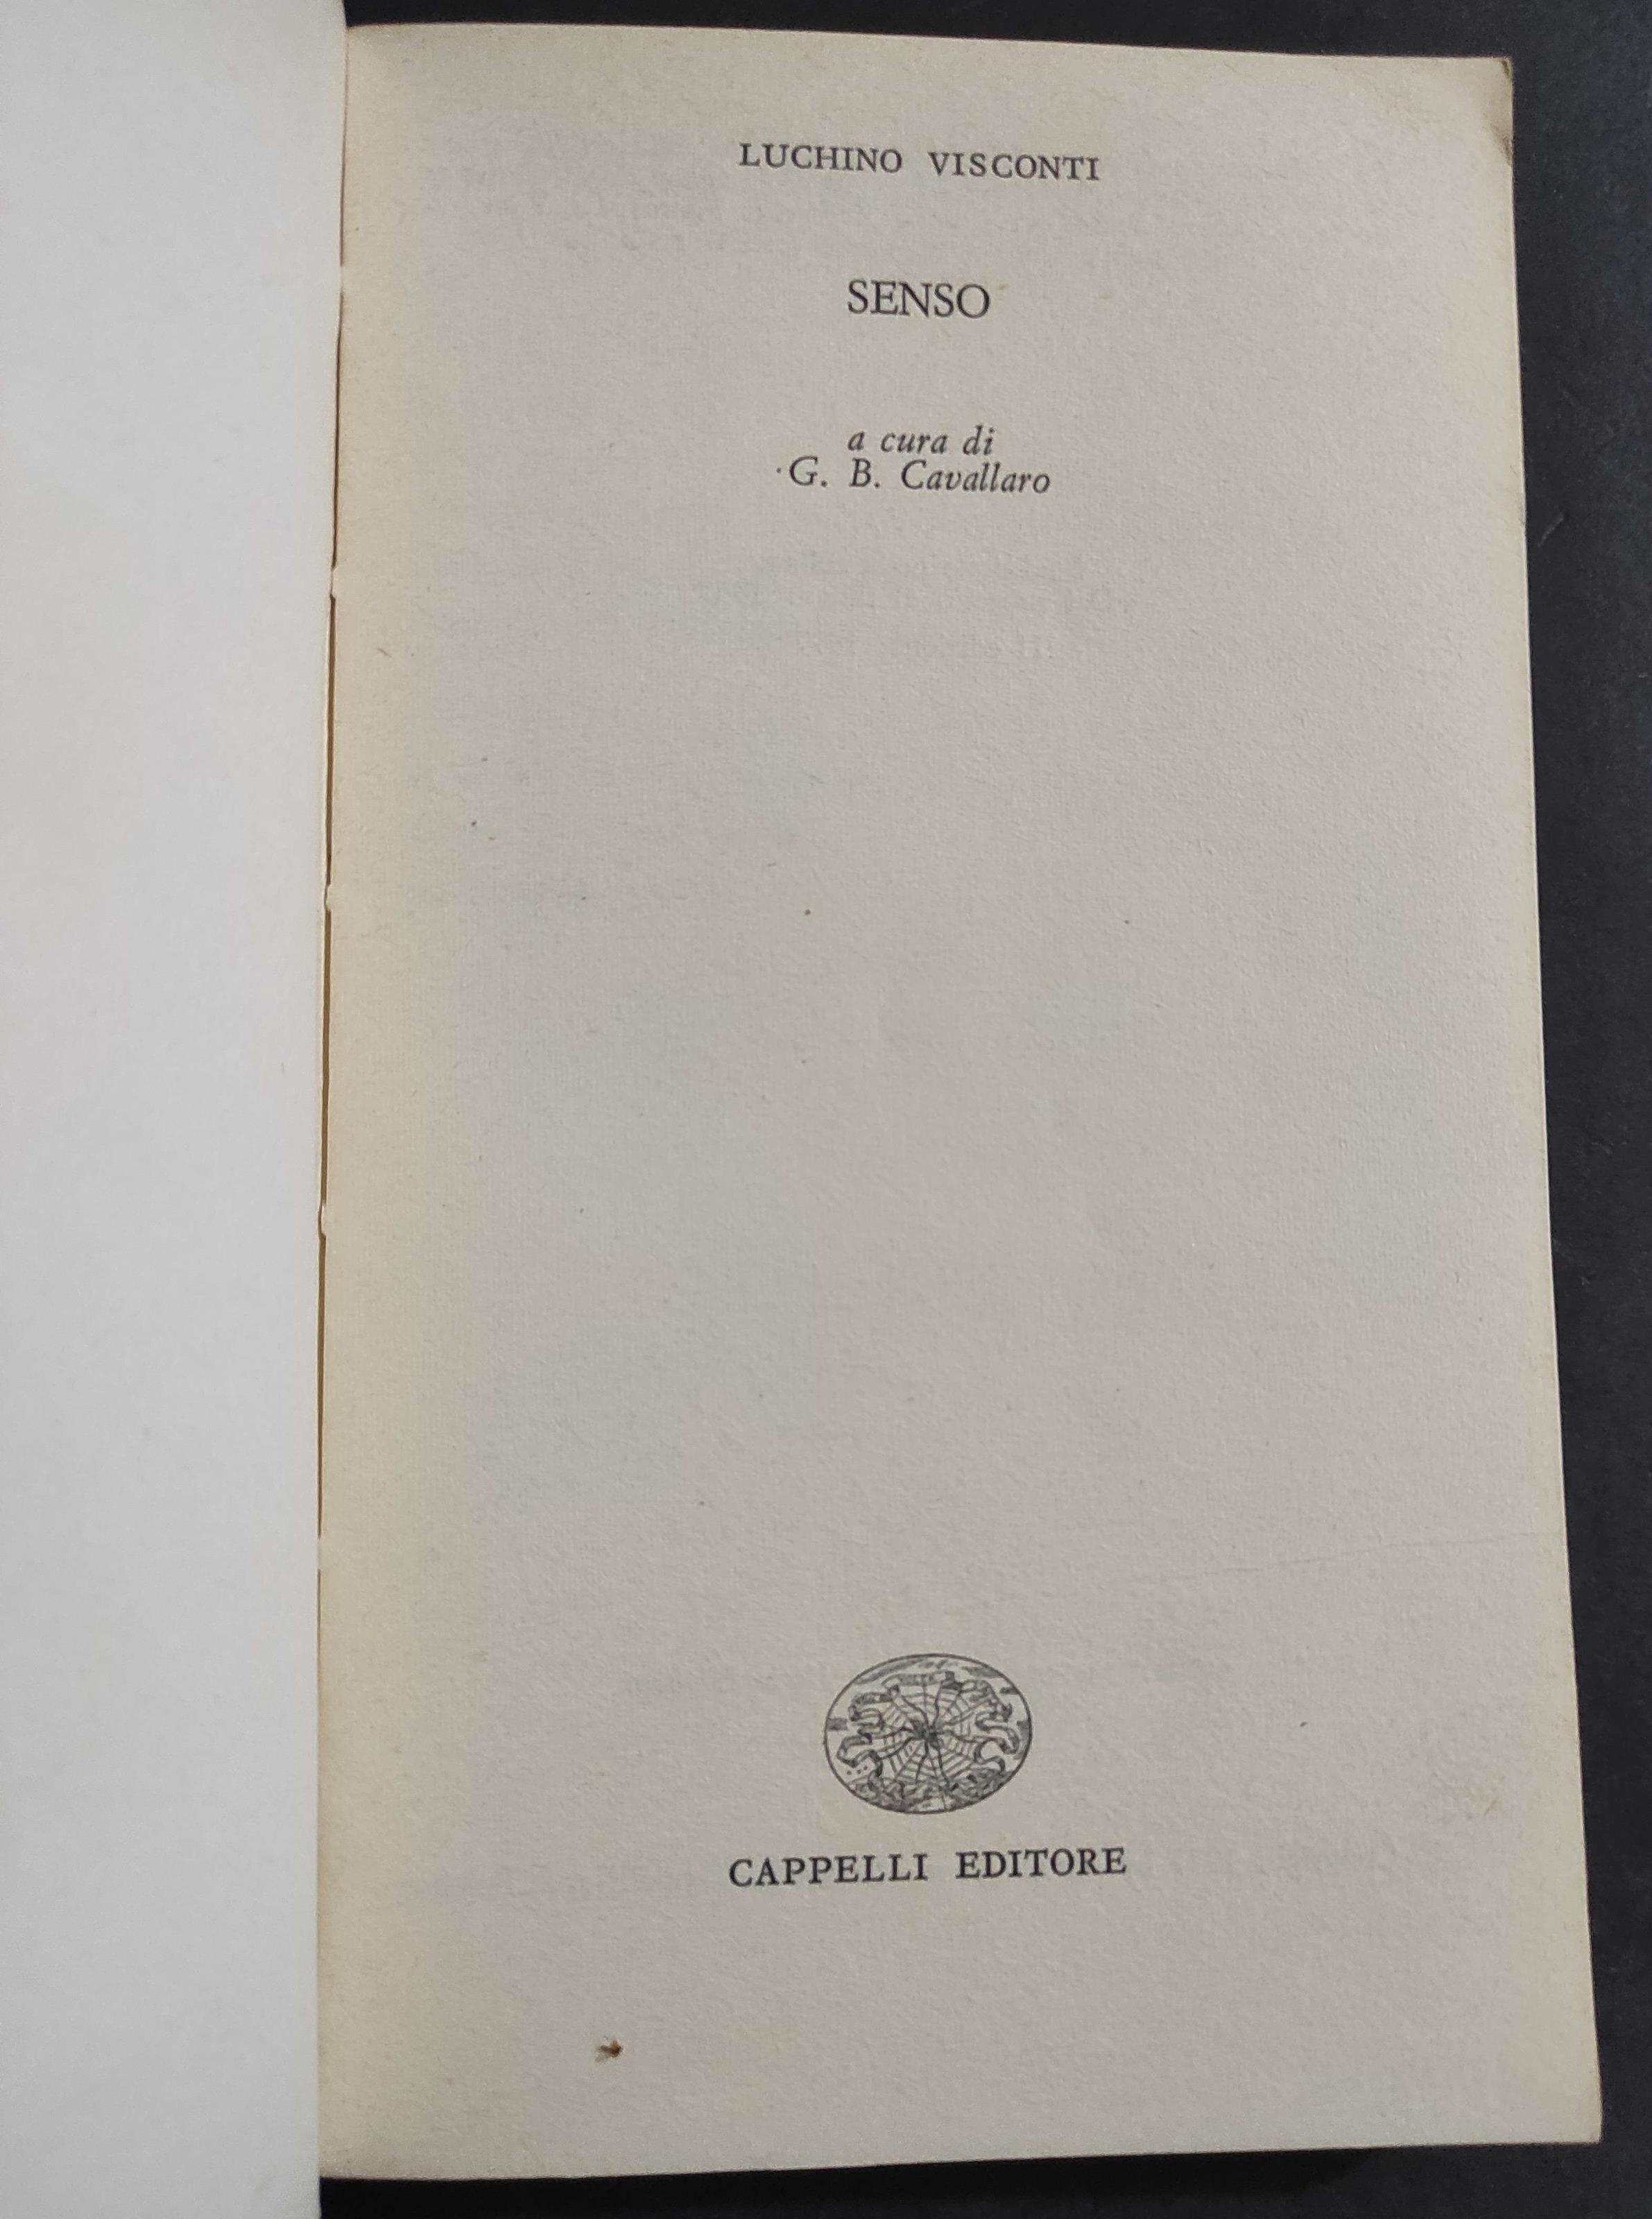 LUCHINO VISCONTI
SENSO
a cura di
G. B. Cavallaro
CAPPELLI EDITORE